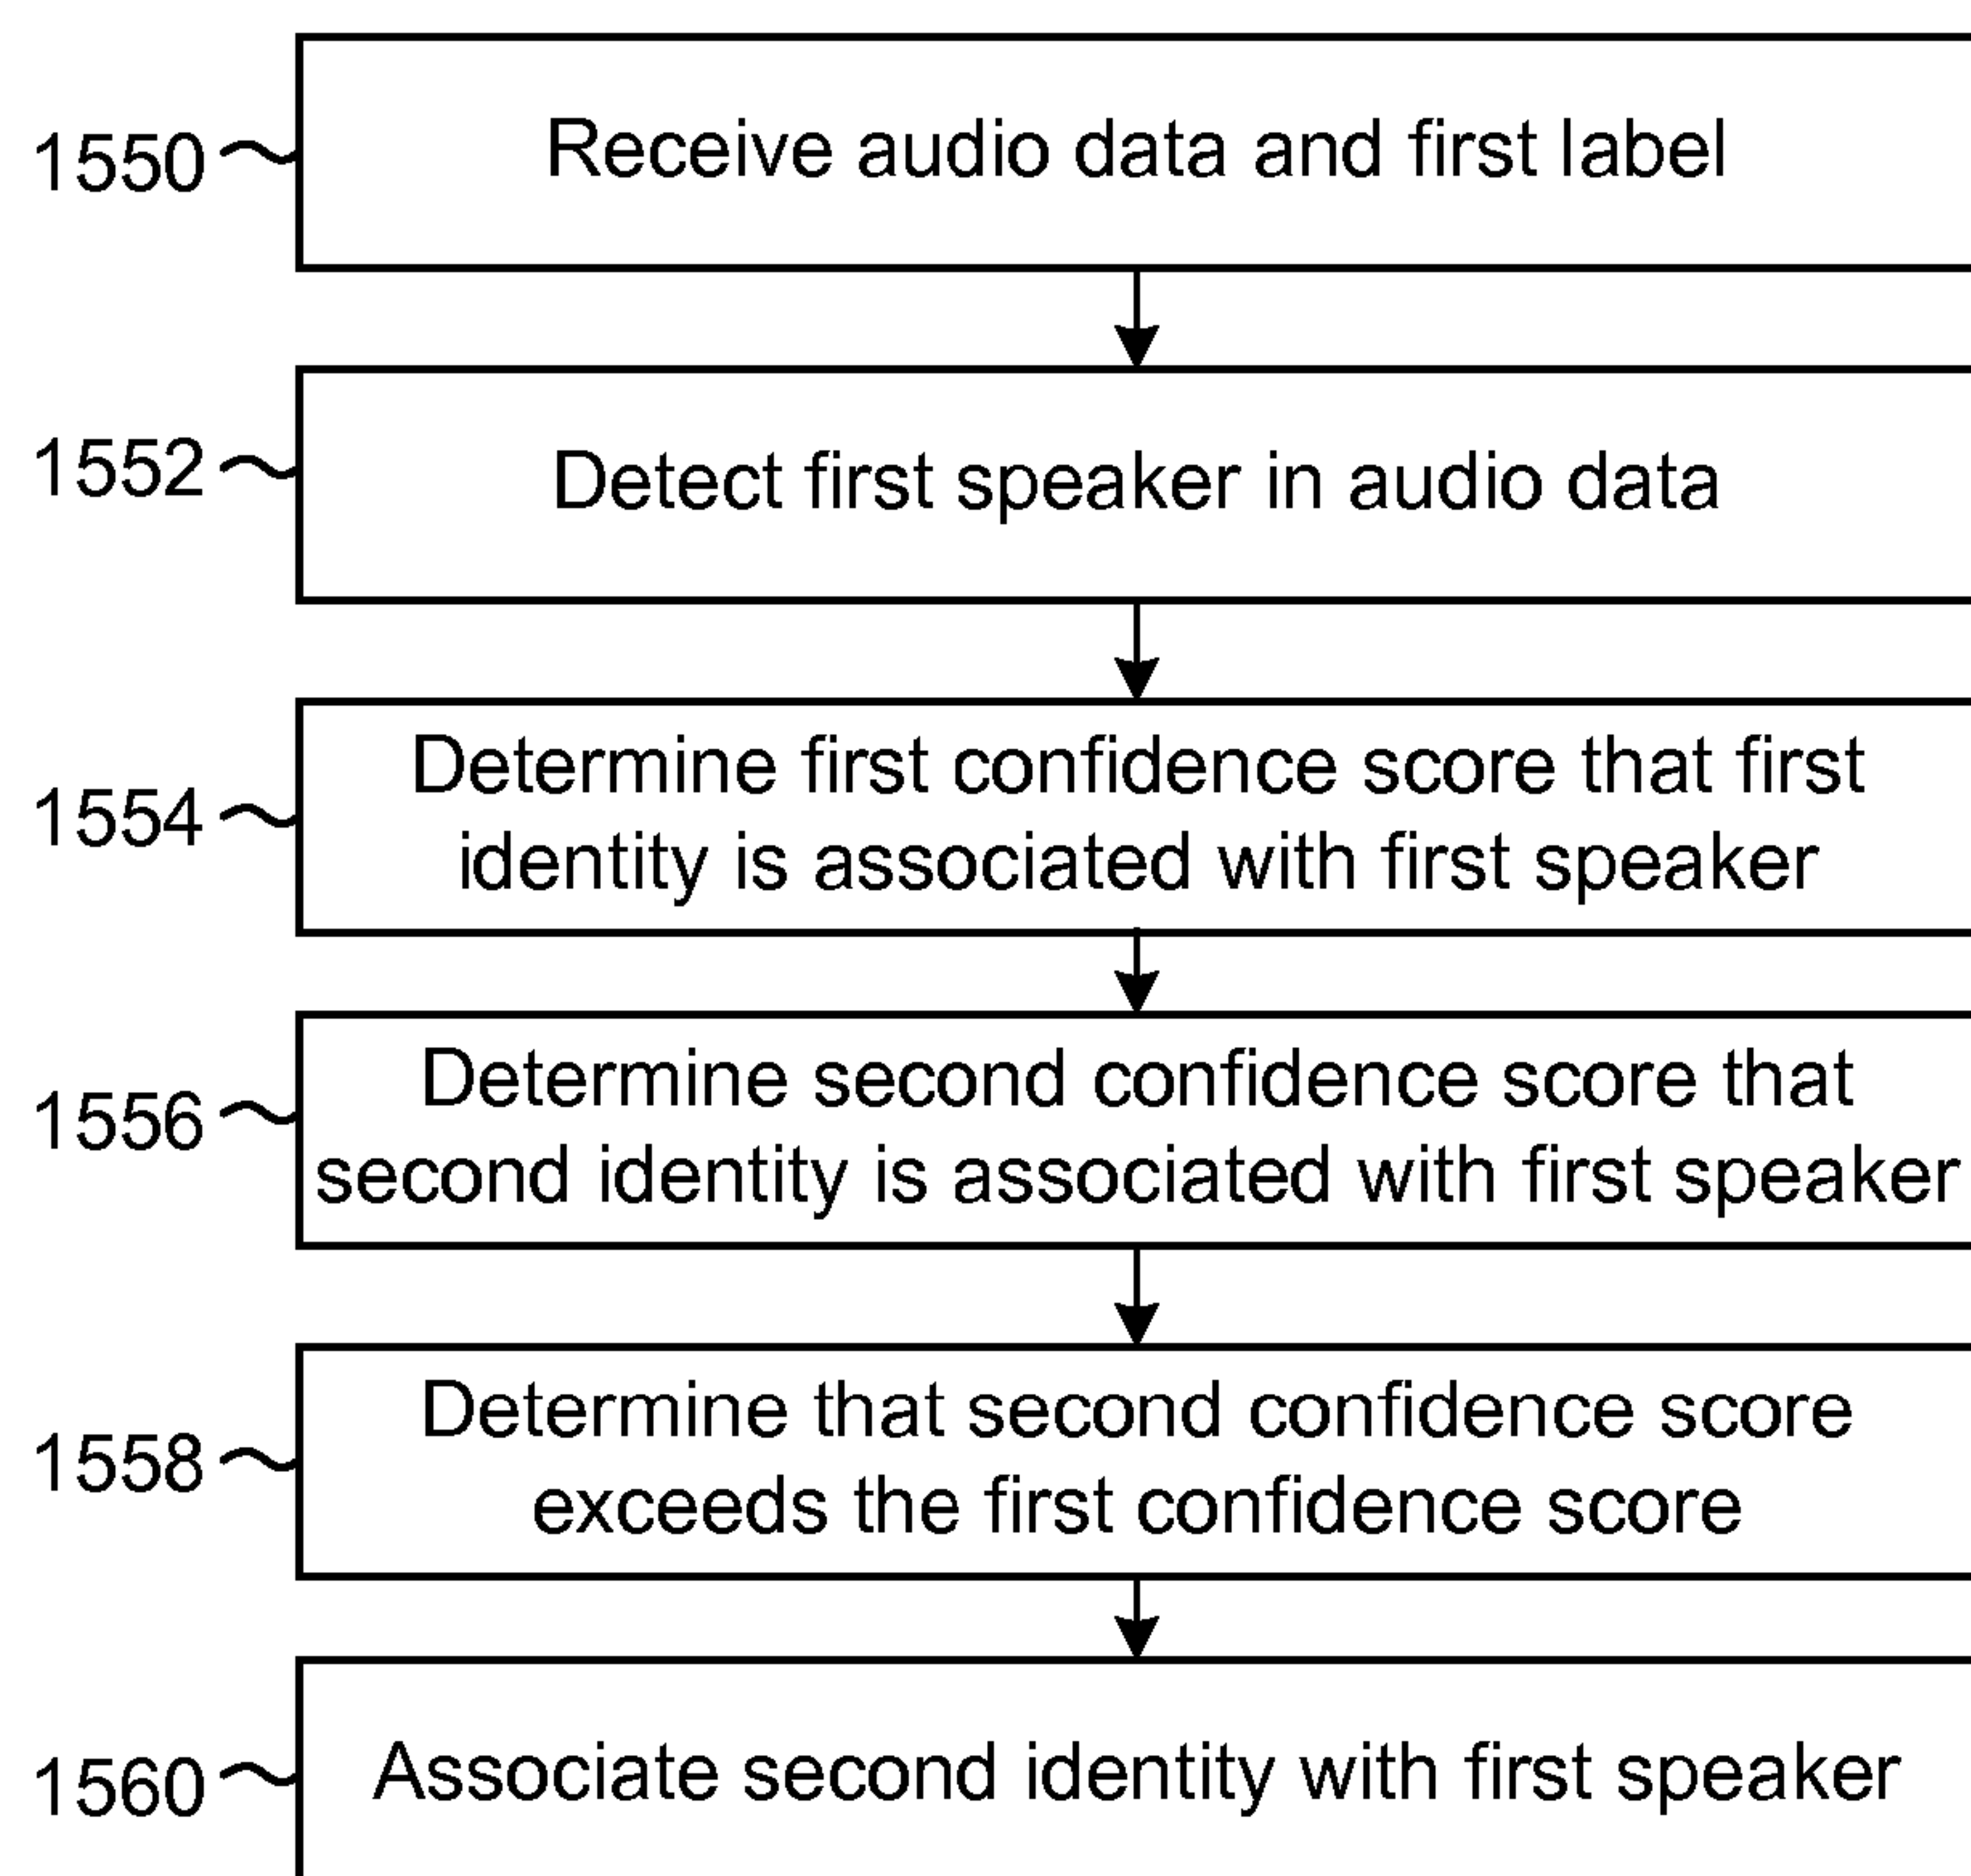 1550
Receive audio data and first label
1552
Detect first speaker in audio data
1554
Determine first confidence score that first
identity is associated with first speaker
1556
Determine second confidence score that
second identity is associated with first speaker
1558
Determine that second confidence score
exceeds the first confidence score
1560
Associate second identity with first speaker